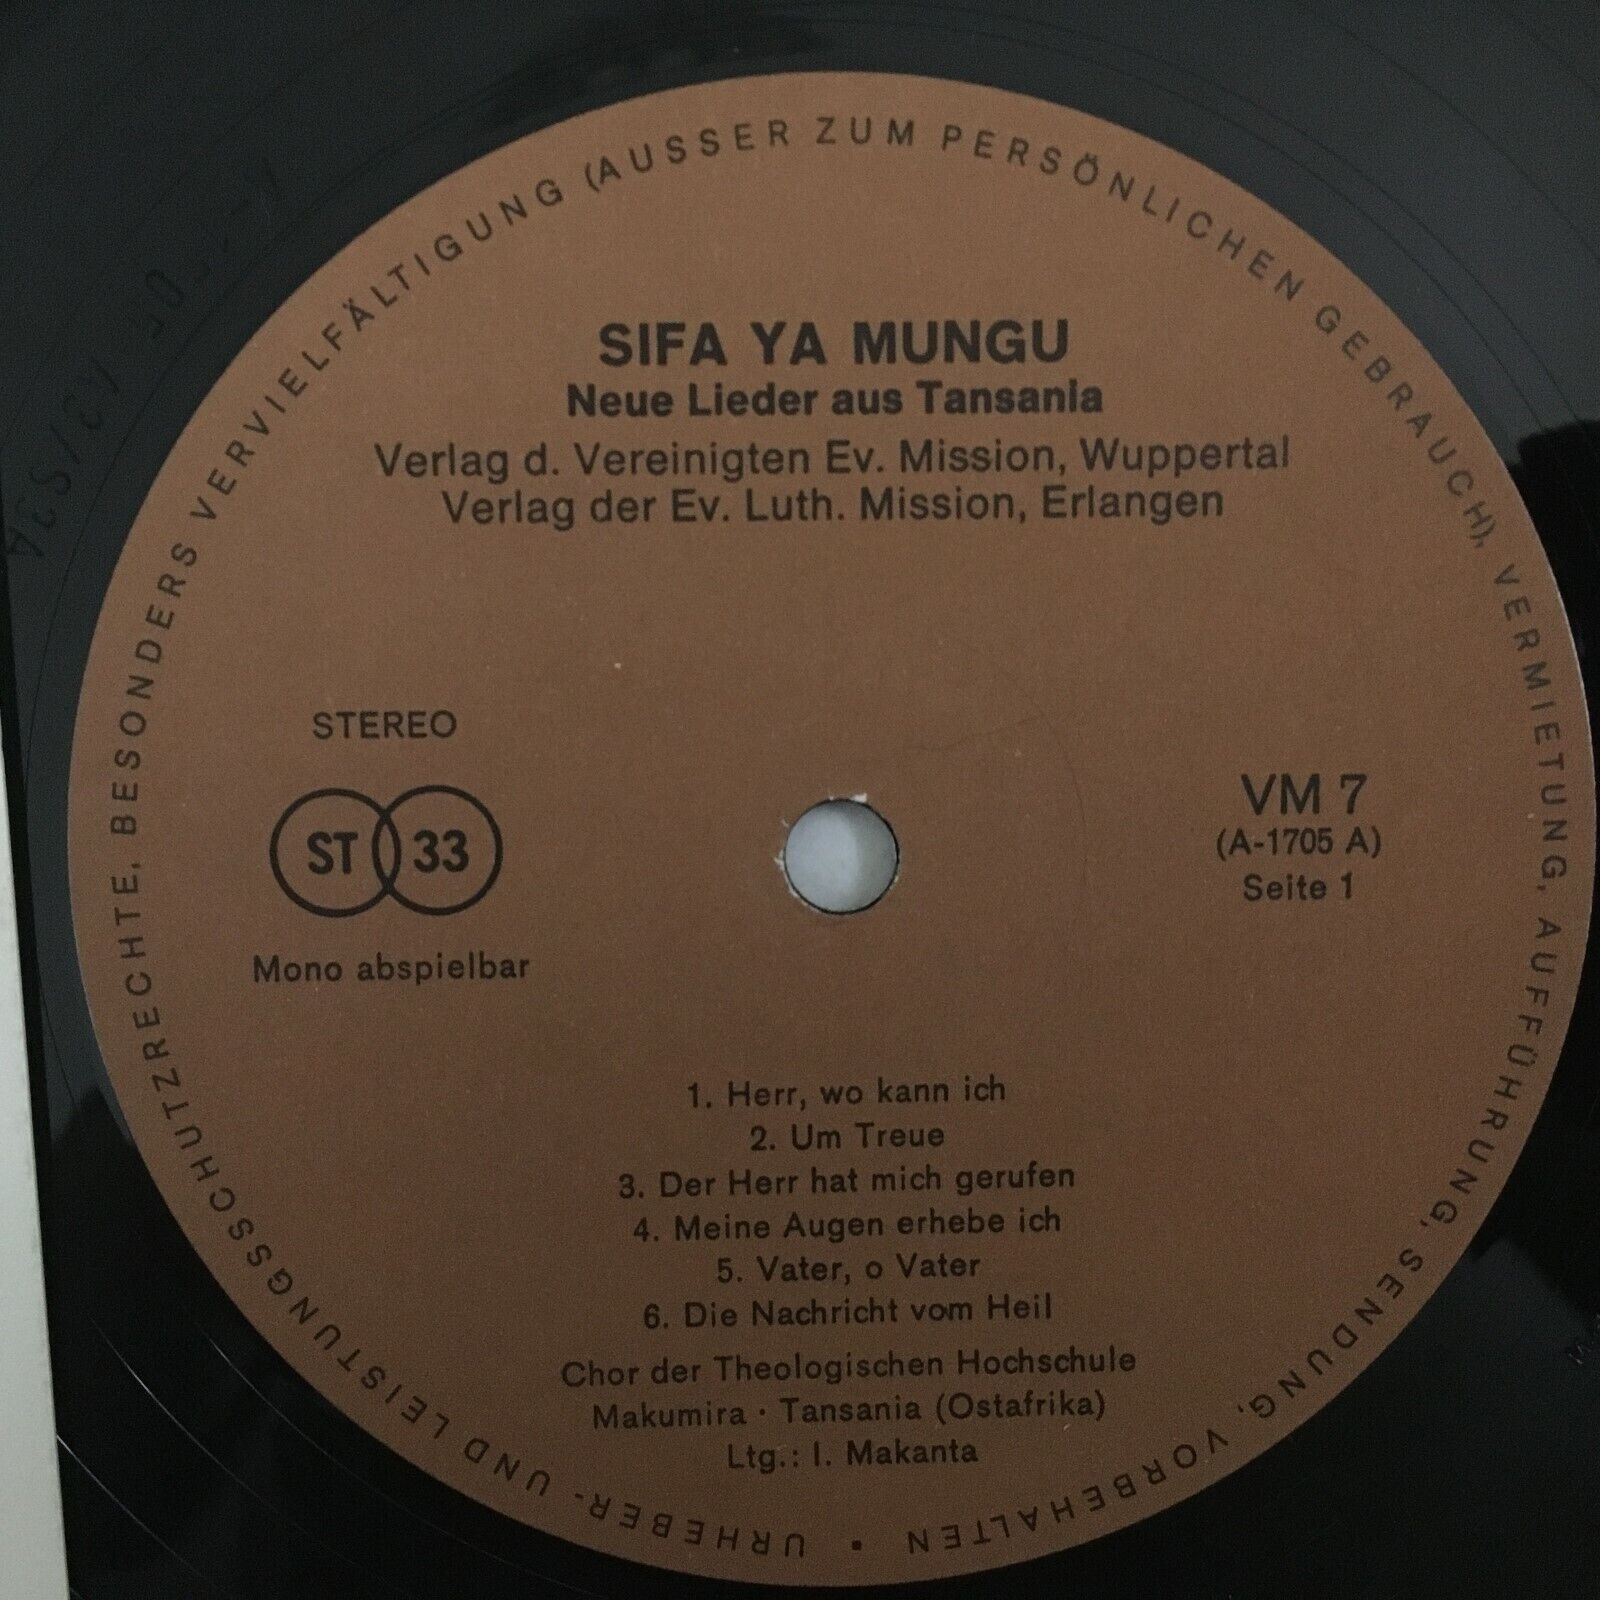 SIFA YA MUNGU
Neue Lieder aus Tansania
Verlag d. Vereinigten Ev. Mission, Wuppertal
Verlag der Ev. Luth. Mission, Erlangen
STEREO
ST 33
Mono abspielbar
VM 7
(A-1705 A)
Seite 1
1. Herr, wo kann ich
2. Um Treue
3. Der Herr hat mich gerufen
4. Meine Augen erhebe ich
5. Vater, o Vater
6. Die Nachricht vom Heil
Chor der Theologischen Hochschule
Makumira · Tansania (Ostafrika)
Ltg.: I. Makanta
URHEBER- UND LEISTUNGSSCHUTZRECHTE, BESONDERS VERVIELFÄLTIGUNG (AUSSER ZUM PERSÖNLICHEN GEBRAUCH), VERMIETUNG, AUFFÜHRUNG, SENDUNG, VORBEHALTEN •